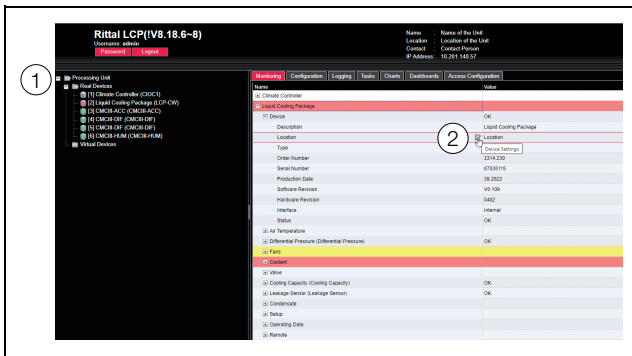 Rittal LCP(!V8.18.6~8)
Username: admin
Password Logout
Name : Name of the Unit
Location : Location of the Unit
Contact : Contact Person
IP Address: 10.201.148.57
1
Processing Unit
Real Devices
[1] Climate Controller (CIOC1)
[2] Liquid Cooling Package (LCP-CW)
[3] CMCIII-ACC (CMCIII-ACC)
[4] CMCIII-DIF (CMCIII-DIF)
[5] CMCIII-DIF (CMCIII-DIF)
[6] CMCIII-HUM (CMCIII-HUM)
Virtual Devices
Monitoring Configuration Logging Tasks Charts Dashboards Access Configuration
Name Value
Climate Controller
Liquid Cooling Package
Device OK
Description Liquid Cooling Package
Location 2 Location
Type
Device Settings
Order Number 3314.230
Serial Number 87035115
Production Date 39.2022
Software Revision V0.109
Hardware Revision 0402
Interface Internal
Status OK
Air Temperature
Differential Pressure (Differential Pressure) OK
Fans
Coolant
Valve
Cooling Capacity (Cooling Capacity) OK
Leakage Sensor (Leakage Sensor) OK
Condensate
Setup
Operating Data
Remote